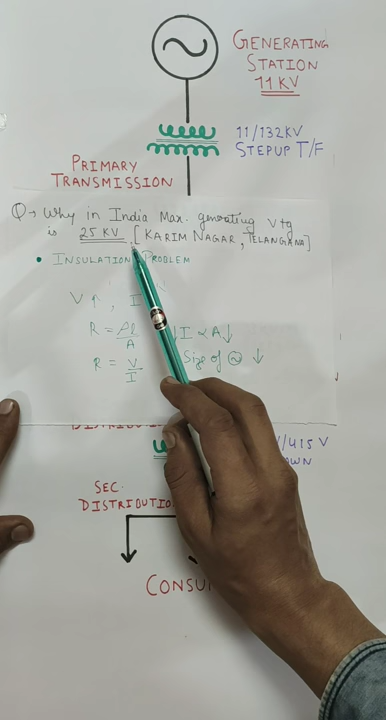 GENERATING
STATION
11 KV
11/132KV
STEPUP T/F
PRIMARY
TRANSMISSION
Q → Why in India Max. generating Vtg
is 25 KV [KARIM NAGAR, TELANGANA]
• INSULATION PROBLEM
V ↑ , I
R = ρl/A ↓ I ∝ A ↓
R = V/I Size of ~ ↓
/415 V
OWN
SEC.
DISTRIBUTIO
CONSU